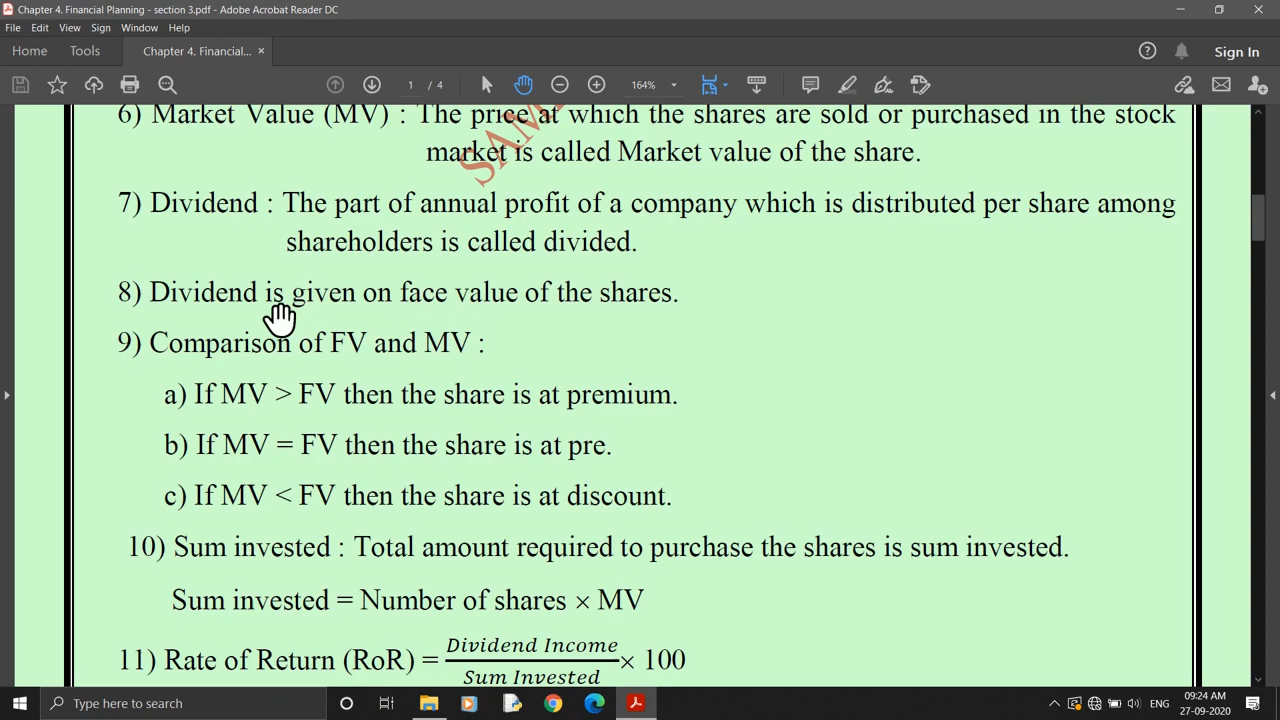 Chapter 4. Financial Planning - section 3.pdf - Adobe Acrobat Reader DC
File Edit View Sign Window Help
Home Tools Chapter 4. Financial... × Sign In
1 / 4 164%
6) Market Value (MV) : The price at which the shares are sold or purchased in the stock
market is called Market value of the share.
7) Dividend : The part of annual profit of a company which is distributed per share among
shareholders is called divided.
8) Dividend is given on face value of the shares.
9) Comparison of FV and MV :
a) If MV > FV then the share is at premium.
b) If MV = FV then the share is at pre.
c) If MV < FV then the share is at discount.
10) Sum invested : Total amount required to purchase the shares is sum invested.
Sum invested = Number of shares × MV
11) Rate of Return (RoR) = Dividend Income / Sum Invested × 100
Type here to search
ENG
09:24 AM
27-09-2020